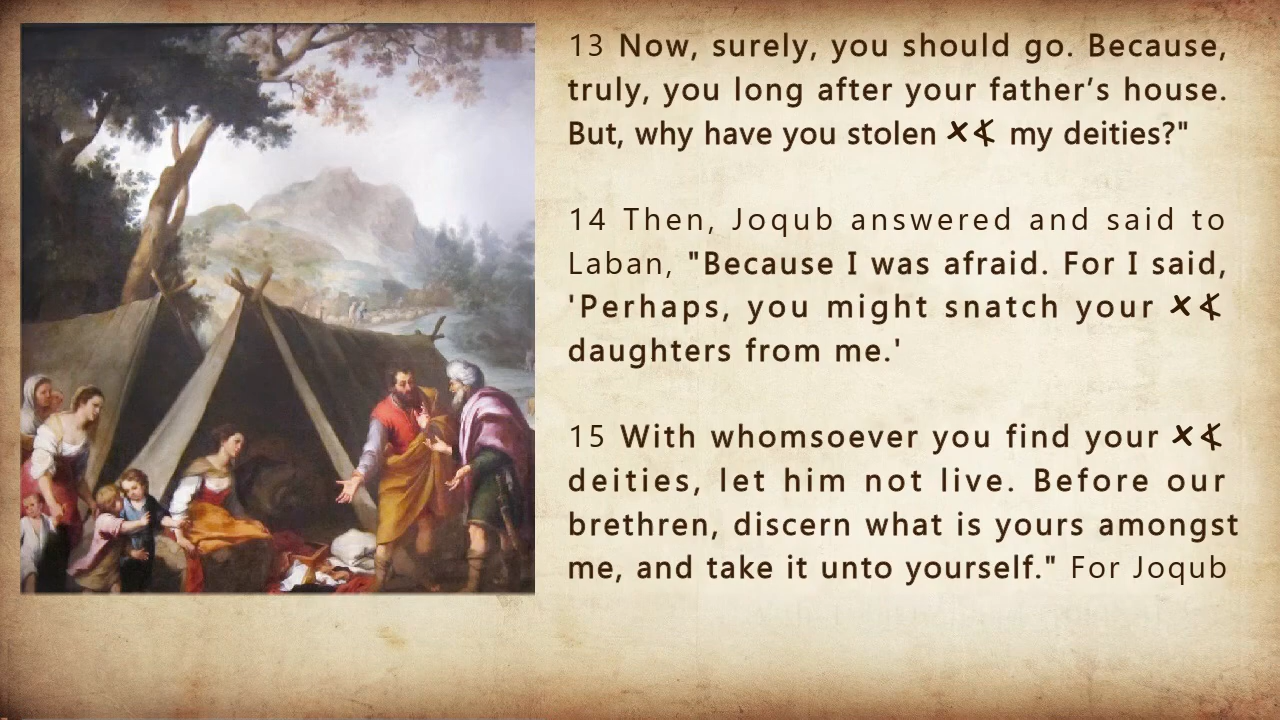 13 Now, surely, you should go. Because,
truly, you long after your father’s house.
But, why have you stolen 𐤗𐤀 my deities?"
14 Then, Joqub answered and said to
Laban, "Because I was afraid. For I said,
'Perhaps, you might snatch your 𐤗𐤀
daughters from me.'
15 With whomsoever you find your 𐤗𐤀
deities, let him not live. Before our
brethren, discern what is yours amongst
me, and take it unto yourself." For Joqub